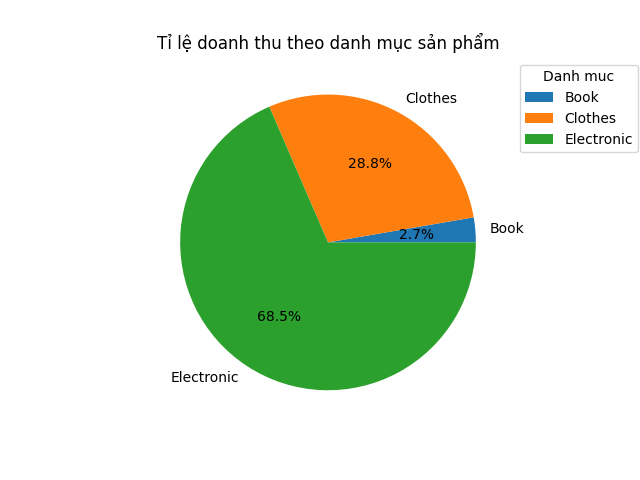 Tỉ lệ doanh thu theo danh mục sản phẩm
Danh muc
Book
Clothes
Electronic
Clothes
28.8%
Book
2.7%
68.5%
Electronic